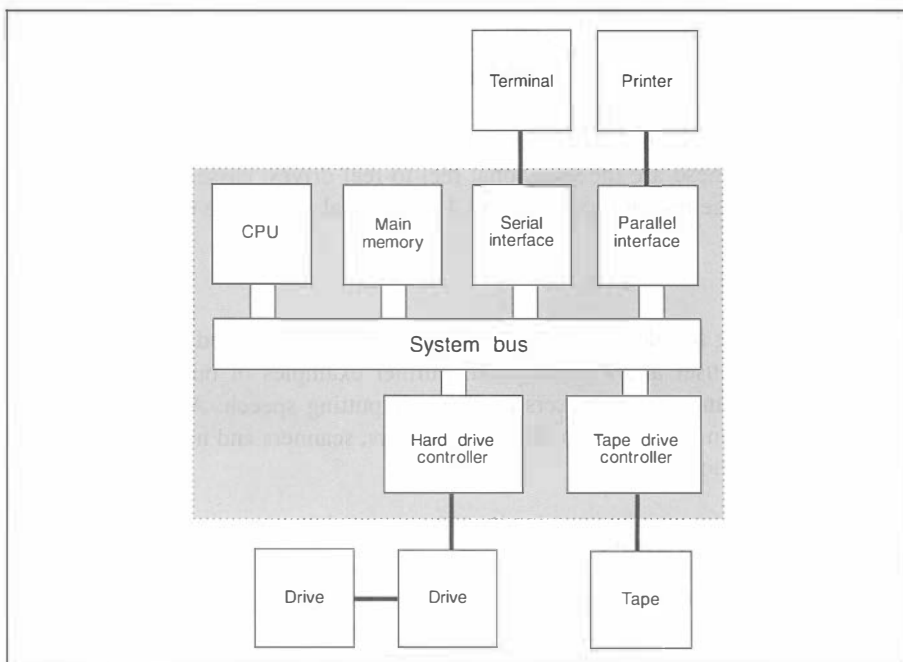 Terminal
Printer
CPU
Main
memory
Serial
interface
Parallel
interface
System bus
Hard drive
controller
Tape drive
controller
Drive
Drive
Tape